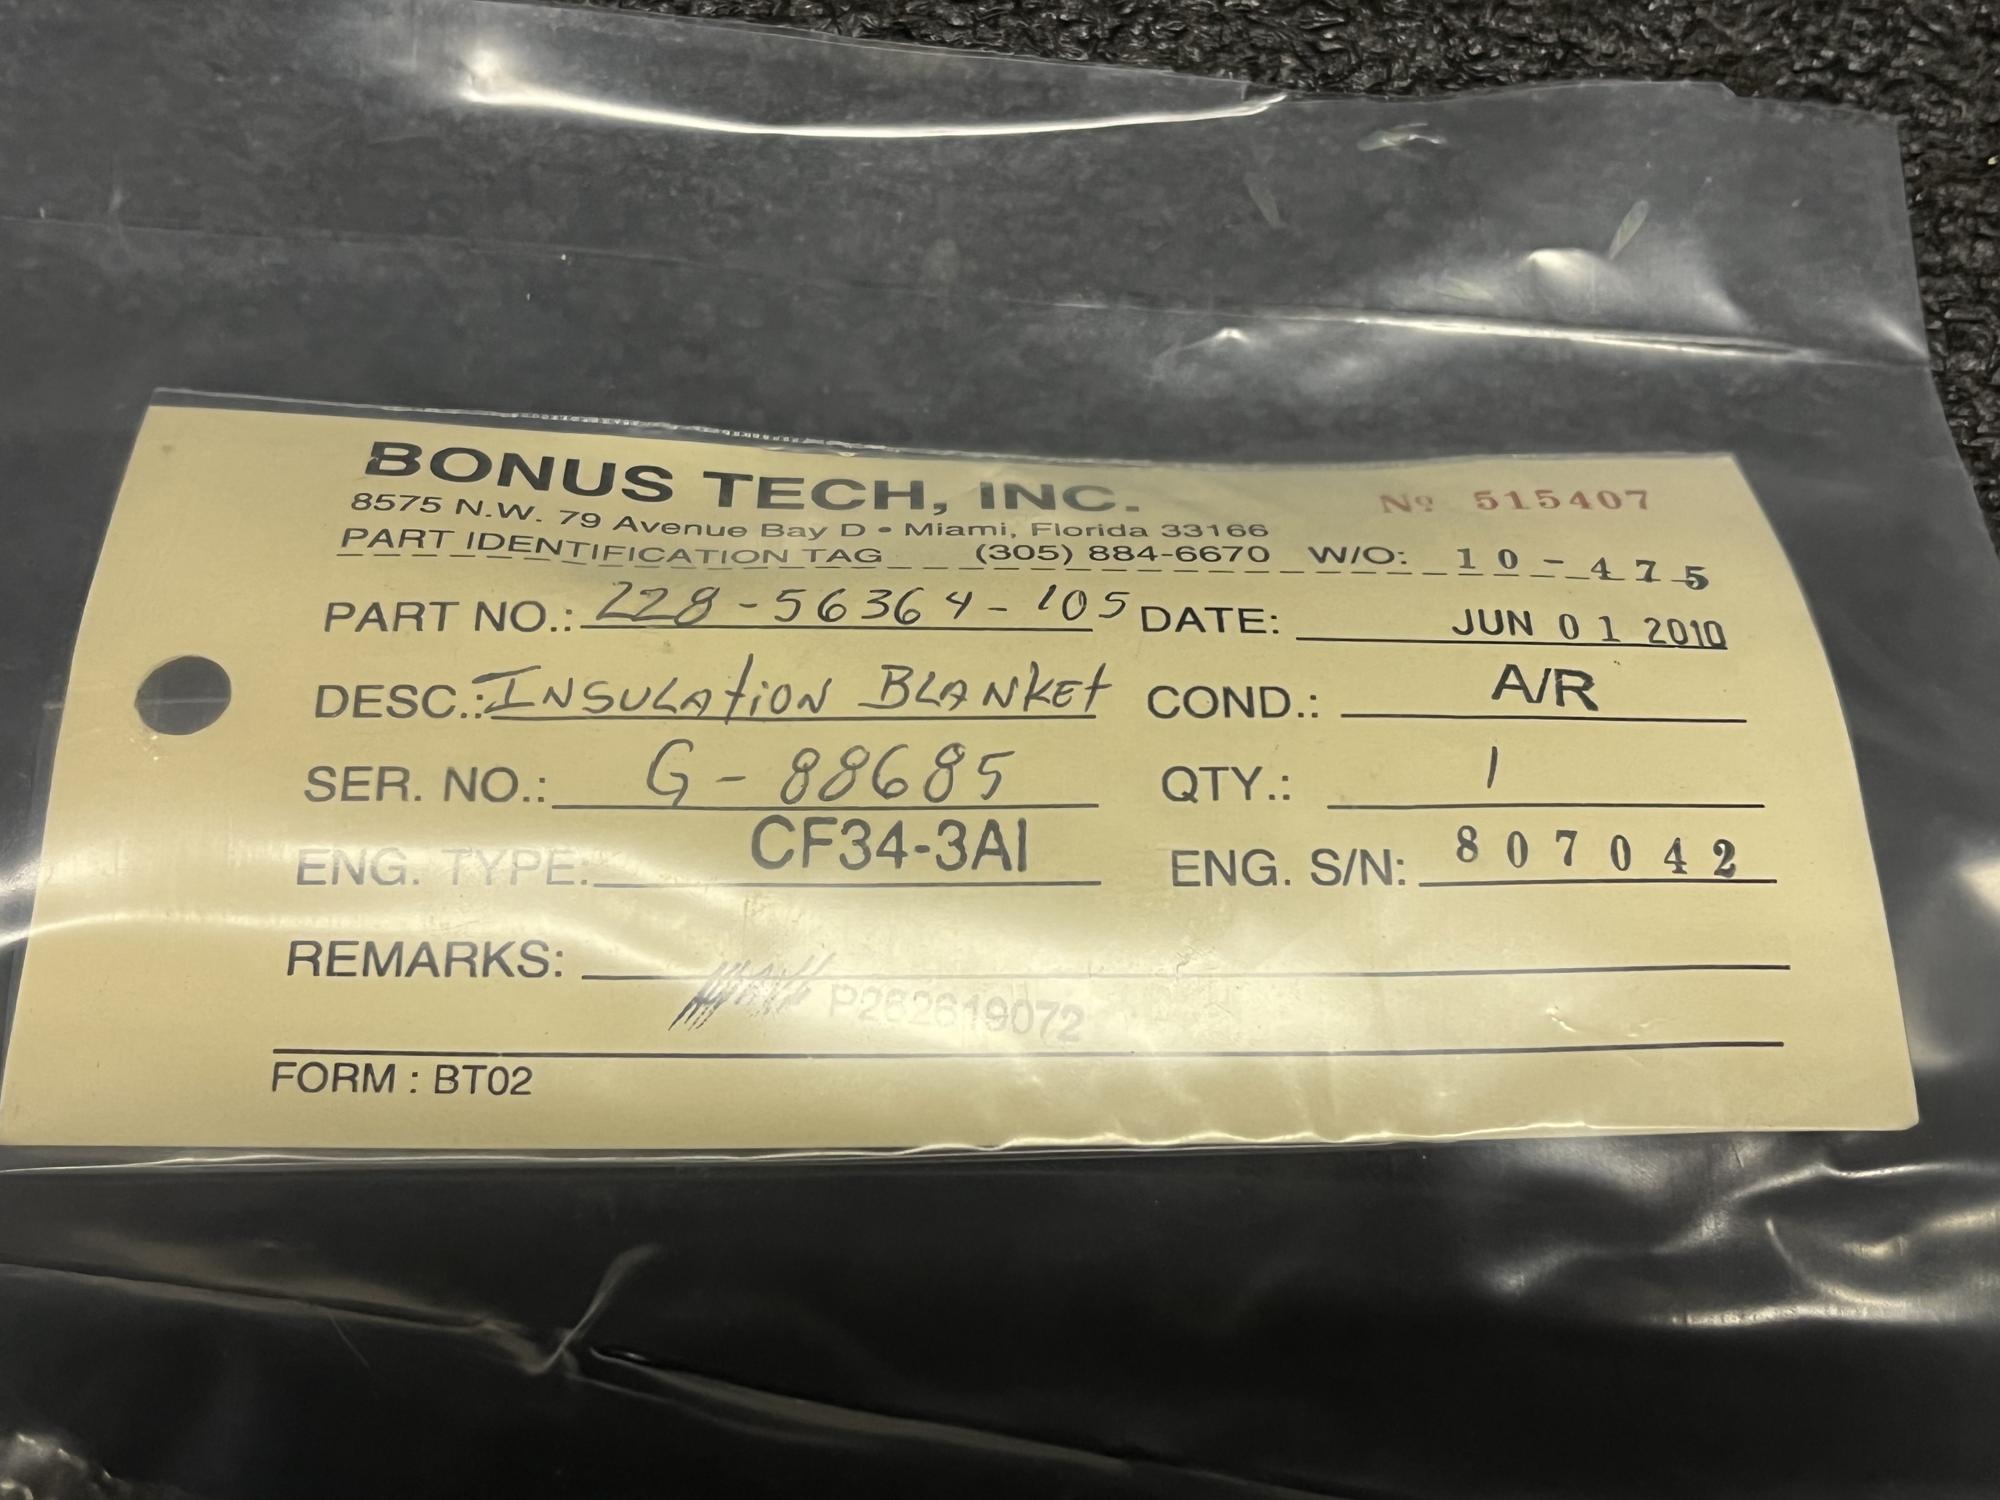 BONUS TECH, INC.
Nº 515407
8575 N.W. 79 Avenue Bay D • Miami, Florida 33166
PART IDENTIFICATION TAG (305) 884-6670 W/O: 10-475
PART NO.: 228-56364-105 DATE: JUN 01 2010
DESC.: INSULATION BLANKET COND.: A/R
SER. NO.: G-88685 QTY.: 1
ENG. TYPE: CF34-3A1 ENG. S/N: 807042
REMARKS:
P262619072
FORM : BT02